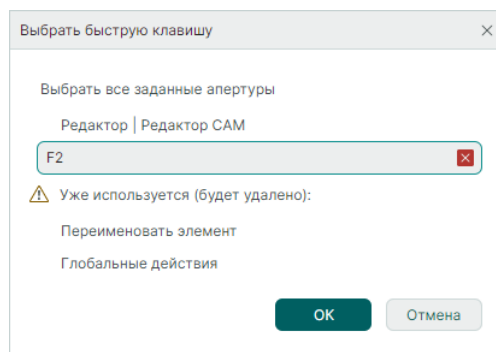 Выбрать быструю клавишу
Выбрать все заданные апертуры
Редактор | Редактор CAM
F2
Уже используется (будет удалено):
Переименовать элемент
Глобальные действия
OK
Отмена